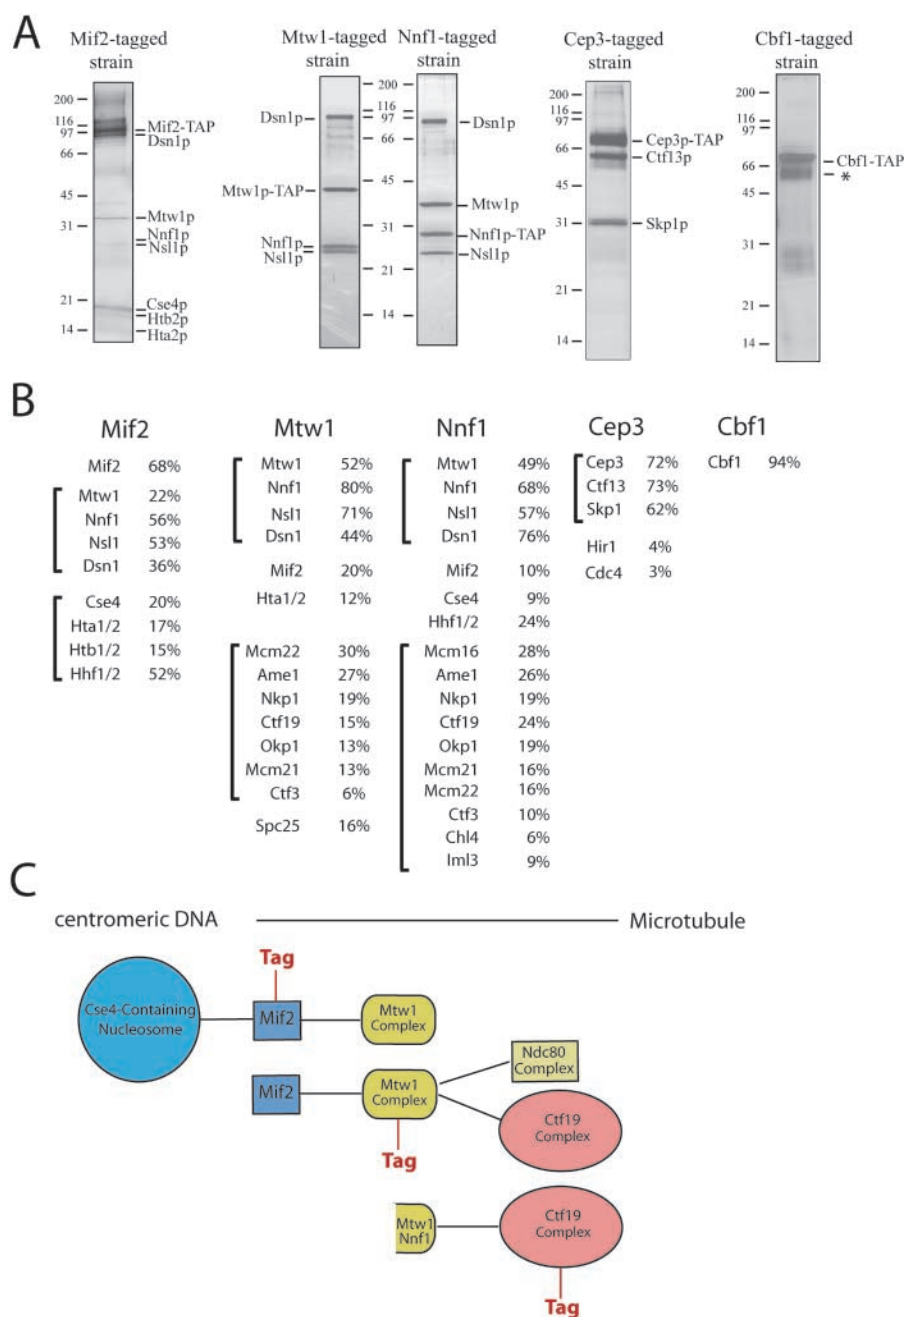 A
Mif2-tagged
strain
200
116
97
66
45
31
21
14
Mif2-TAP
Dsn1p
Mtw1p
Nnf1p
Nsl1p
Cse4p
Htb2p
Hta2p
Mtw1-tagged
strain
Dsn1p
Mtw1p-TAP
Nnf1p
Nsl1p
Nnf1-tagged
strain
200
116
97
66
45
31
21
14
Dsn1p
Mtw1p
Nnf1p-TAP
Nsl1p
Cep3-tagged
strain
200
116
97
66
45
31
21
14
Cep3p-TAP
Ctf13p
Skp1p
Cbf1-tagged
strain
200
116
97
66
45
31
21
14
Cbf1-TAP
*
B
Mif2
Mif2 68%
Mtw1 22%
Nnf1 56%
Nsl1 53%
Dsn1 36%
Cse4 20%
Hta1/2 17%
Htb1/2 15%
Hhf1/2 52%
Mtw1
Mtw1 52%
Nnf1 80%
Nsl1 71%
Dsn1 44%
Mif2 20%
Hta1/2 12%
Mcm22 30%
Ame1 27%
Nkp1 19%
Ctf19 15%
Okp1 13%
Mcm21 13%
Ctf3 6%
Spc25 16%
Nnf1
Mtw1 49%
Nnf1 68%
Nsl1 57%
Dsn1 76%
Mif2 10%
Cse4 9%
Hhf1/2 24%
Mcm16 28%
Ame1 26%
Nkp1 19%
Ctf19 24%
Okp1 19%
Mcm21 16%
Mcm22 16%
Ctf3 10%
Chl4 6%
Iml3 9%
Cep3
Cep3 72%
Ctf13 73%
Skp1 62%
Hir1 4%
Cdc4 3%
Cbf1
Cbf1 94%
C
centromeric DNA
Microtubule
Tag
Cse4-Containing
Nucleosome
Mif2
Mtw1
Complex
Mif2
Mtw1
Complex
Ndc80
Complex
Ctf19
Complex
Tag
Mtw1
Nnf1
Ctf19
Complex
Tag